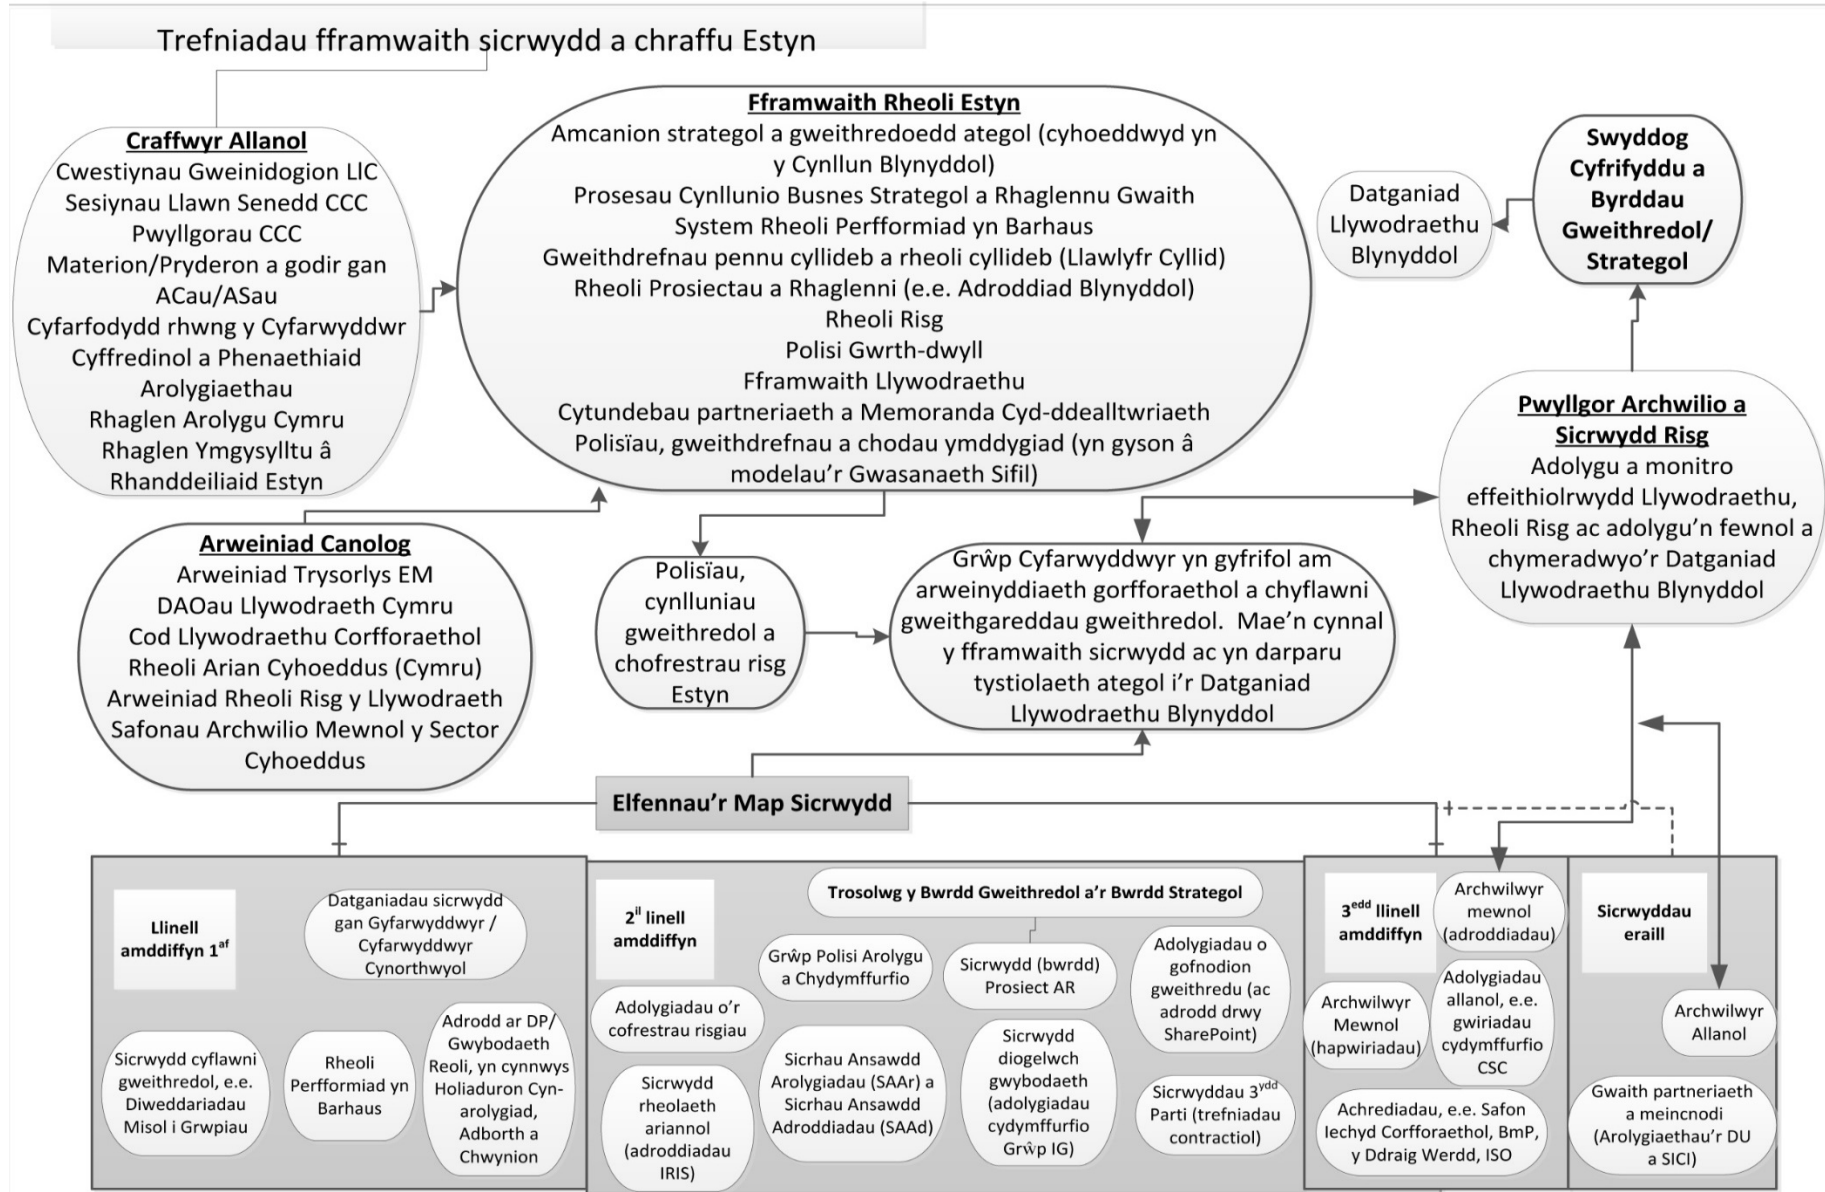 Trefniadau fframwaith sicrwydd a chraffu Estyn
Craffwyr Allanol
Cwestiynau Gweinidogion LlC
Sesiynau Llawn Senedd CCC
Pwyllgorau CCC
Materion/Pryderon a godir gan
ACau/ASau
Cyfarfodydd rhwng y Cyfarwyddwr
Cyffredinol a Phenaethiaid
Arolygiaethau
Rhaglen Arolygu Cymru
Rhaglen Ymgysylltu â
Rhanddeiliaid Estyn
Fframwaith Rheoli Estyn
Amcanion strategol a gweithredoedd ategol (cyhoeddwyd yn
y Cynllun Blynyddol)
Prosesau Cynllunio Busnes Strategol a Rhaglennu Gwaith
System Rheoli Perfformiad yn Barhaus
Gweithdrefnau pennu cyllideb a rheoli cyllideb (Llawlyfr Cyllid)
Rheoli Prosiectau a Rhaglenni (e.e. Adroddiad Blynyddol)
Rheoli Risg
Polisi Gwrth-dwyll
Fframwaith Llywodraethu
Cytundebau partneriaeth a Memoranda Cyd-ddealltwriaeth
Polisïau, gweithdrefnau a chodau ymddygiad (yn gyson â
modelau'r Gwasanaeth Sifil)
Datganiad
Llywodraethu
Blynyddol
Swyddog
Cyfrifyddu a
Byrddau
Gweithredol/
Strategol
Pwyllgor Archwilio a
Sicrwydd Risg
Adolygu a monitro
effeithiolrwydd Llywodraethu,
Rheoli Risg ac adolygu'n fewnol a
chymeradwyo'r Datganiad
Llywodraethu Blynyddol
Arweiniad Canolog
Arweiniad Trysorlys EM
DAOau Llywodraeth Cymru
Cod Llywodraethu Corfforaethol
Rheoli Arian Cyhoeddus (Cymru)
Arweiniad Rheoli Risg y Llywodraeth
Safonau Archwilio Mewnol y Sector
Cyhoeddus
Polisïau,
cynlluniau
gweithredol a
chofrestrau risg
Estyn
Grŵp Cyfarwyddwyr yn gyfrifol am
arweinyddiaeth gorfforaethol a chyflawni
gweithgareddau gweithredol. Mae'n cynnal
y fframwaith sicrwydd ac yn darparu
tystiolaeth ategol i'r Datganiad
Llywodraethu Blynyddol
Elfennau'r Map Sicrwydd
Llinell
amddiffyn 1af
Datganiadau sicrwydd
gan Gyfarwyddwyr /
Cyfarwyddwyr
Cynorthwyol
Sicrwydd cyflawni
gweithredol, e.e.
Diweddariadau
Misol i Grwpiau
Rheoli
Perfformiad yn
Barhaus
Adrodd ar DP/
Gwybodaeth
Reoli, yn cynnwys
Holiaduron Cyn-
arolygiad,
Adborth a
Chwynion
2il linell
amddiffyn
Trosolwg y Bwrdd Gweithredol a'r Bwrdd Strategol
Grŵp Polisi Arolygu
a Chydymffurfio
Sicrwydd (bwrdd)
Prosiect AR
Adolygiadau o
gofnodion
gweithredu (ac
adrodd drwy
SharePoint)
Adolygiadau o'r
cofrestrau risgiau
Sicrwydd
rheolaeth
ariannol
(adroddiadau
IRIS)
Sicrhau Ansawdd
Arolygiadau (SAAr) a
Sicrhau Ansawdd
Adroddiadau (SAAd)
Sicrwydd
diogelwch
gwybodaeth
(adolygiadau
cydymffurfio
Grŵp IG)
Sicrwyddau 3ydd
Parti (trefniadau
contractiol)
3edd llinell
amddiffyn
Archwilwyr
mewnol
(adroddiadau)
Archwilwyr
Mewnol
(hapwiriadau)
Adolygiadau
allanol, e.e.
gwiriadau
cydymffurfio
CSC
Achrediadau, e.e. Safon
Iechyd Corfforaethol, BmP,
y Ddraig Werdd, ISO
Sicrwyddau
eraill
Archwilwyr
Allanol
Gwaith partneriaeth
a meincnodi
(Arolygiaethau'r DU
a SICI)